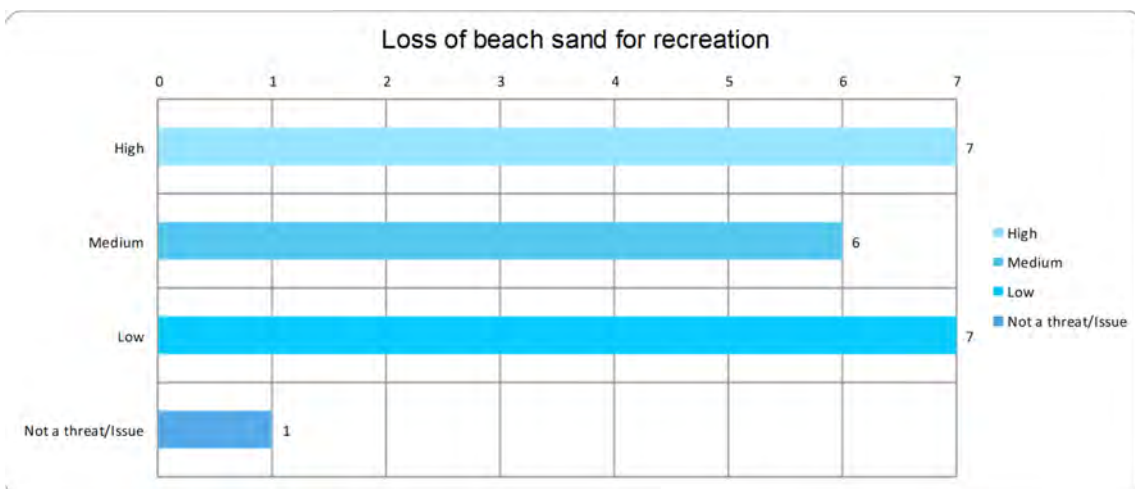 Loss of beach sand for recreation
0 1 2 3 4 5 6 7
High 7
Medium 6
Low 7
Not a threat/Issue 1
High
Medium
Low
Not a threat/Issue